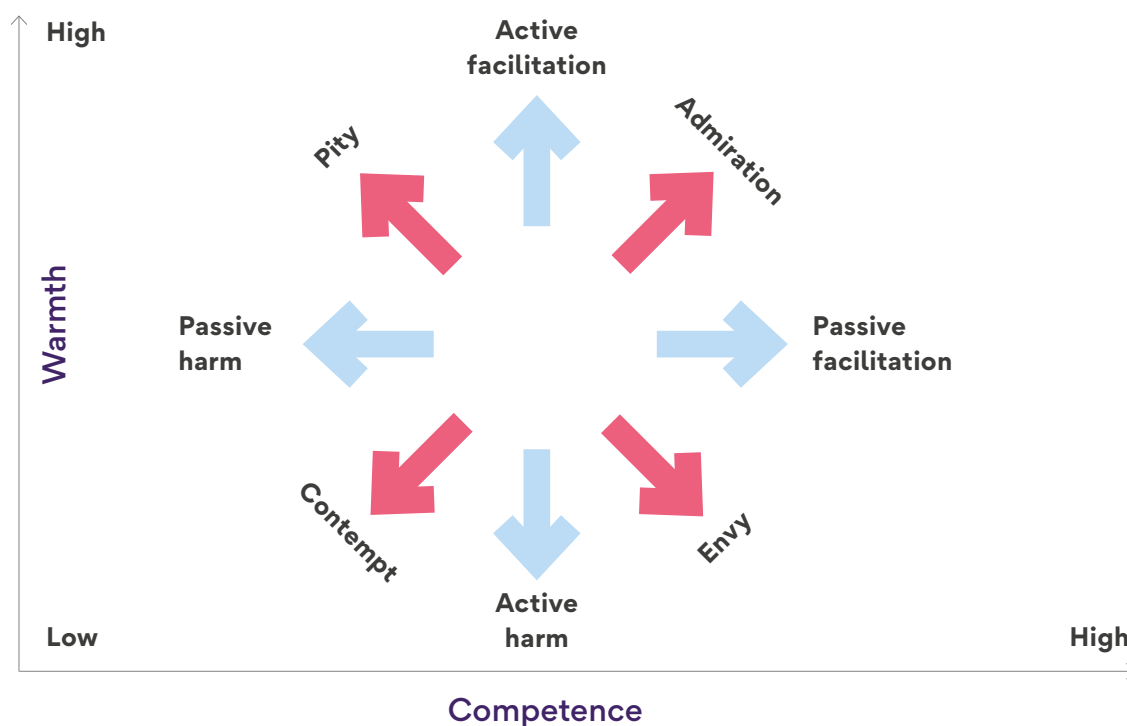 High
Active
facilitation
Pity
Admiration
Warmth
Passive
harm
Passive
facilitation
Contempt
Envy
Active
harm
Low
High
Competence